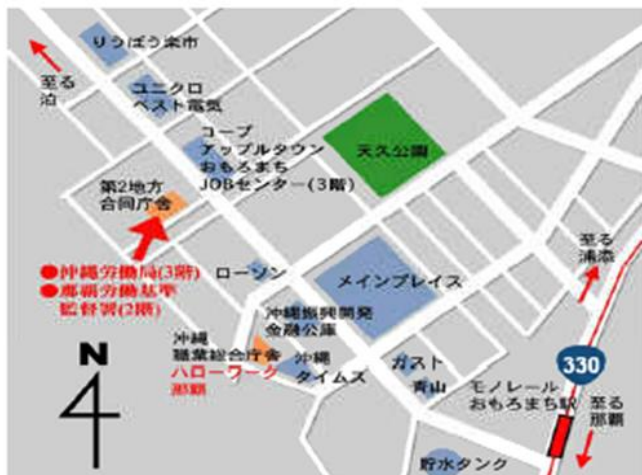 りうぼう楽市
至る
泊
ユニクロ
ベスト電気
コープ
アップルタウン
おもろまち
JOBセンター(3階)
天久公園
第2地方
合同庁舎
●沖縄労働局(3階)
●那覇労働基準
監督署(2階)
ローソン
メインプレイス
至る
浦添
沖縄振興開発
金融公庫
沖縄
職業総合庁舎
ハローワーク
那覇
沖縄
タイムズ
ガスト
青山
330
モノレール
おもろまち駅
至る
那覇
貯水タンク
N